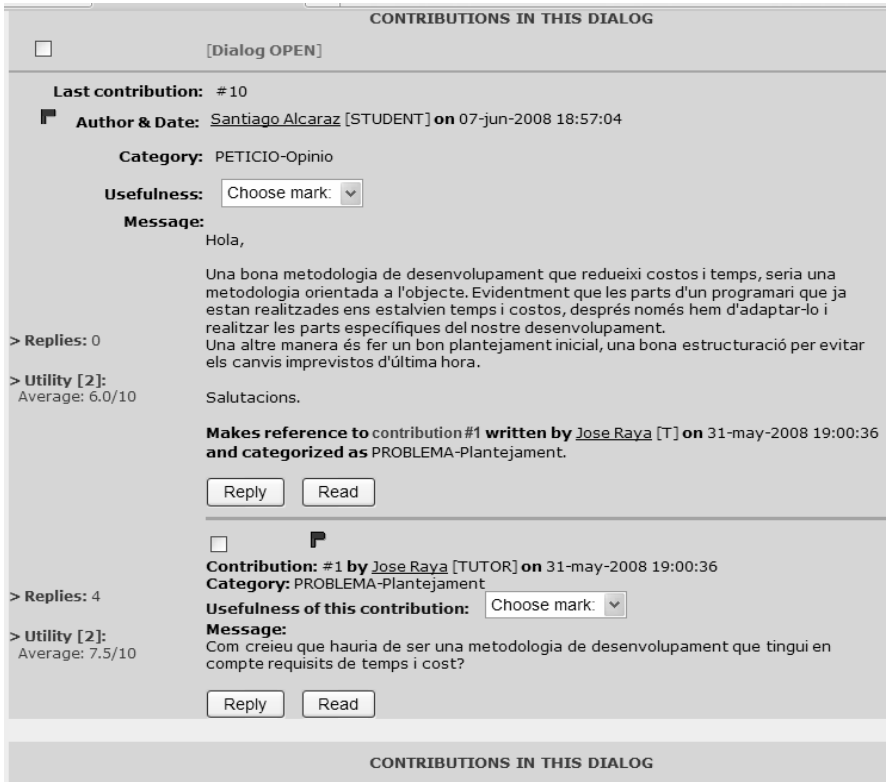 CONTRIBUTIONS IN THIS DIALOG
[Dialog OPEN]
Last contribution: #10
Author & Date: Santiago Alcaraz [STUDENT] on 07-jun-2008 18:57:04
Category: PETICIO-Opinio
Usefulness: Choose mark:
Message:
Hola,
Una bona metodologia de desenvolupament que redueixi costos i temps, seria una
metodologia orientada a l'objecte. Evidentment que les parts d'un programari que ja
estan realitzades ens estalvien temps i costos, després només hem d'adaptar-lo i
realitzar les parts específiques del nostre desenvolupament.
> Replies: 0
Una altre manera és fer un bon plantejament inicial, una bona estructuració per evitar
els canvis imprevistos d'última hora.
> Utility [2]:
Average: 6.0/10
Salutacions.
Makes reference to contribution #1 written by Jose Raya [T] on 31-may-2008 19:00:36
and categorized as PROBLEMA-Plantejament.
Reply Read
Contribution: #1 by Jose Raya [TUTOR] on 31-may-2008 19:00:36
Category: PROBLEMA-Plantejament
> Replies: 4
Usefulness of this contribution: Choose mark:
> Utility [2]:
Average: 7.5/10
Message:
Com creieu que hauria de ser una metodologia de desenvolupament que tingui en
compte requisits de temps i cost?
Reply Read
CONTRIBUTIONS IN THIS DIALOG